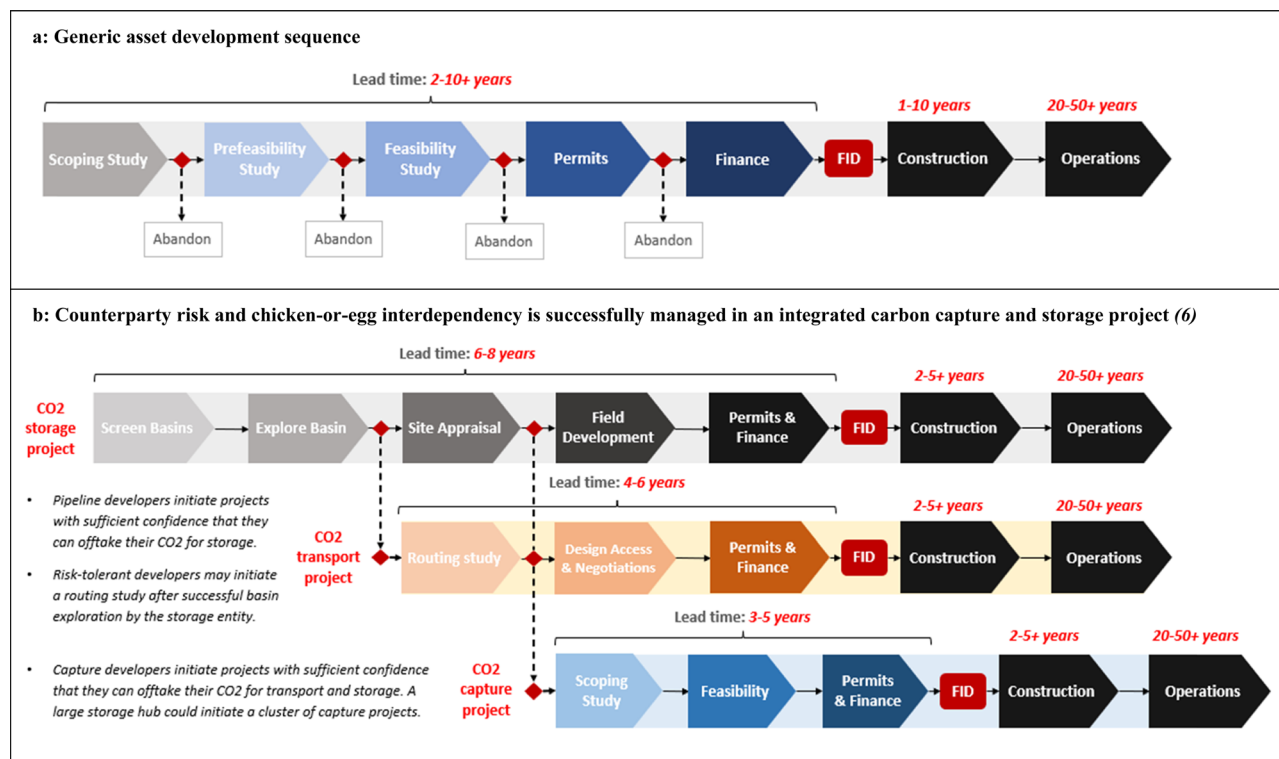 a: Generic asset development sequence
Lead time: 2-10+ years
1-10 years
20-50+ years
Scoping Study
Prefeasibility
Study
Feasibility
Study
Permits
Finance
FID
Construction
Operations
Abandon
Abandon
Abandon
Abandon
b: Counterparty risk and chicken-or-egg interdependency is successfully managed in an integrated carbon capture and storage project (6)
Lead time: 6-8 years
2-5+ years
20-50+ years
CO2
storage
project
Screen Basins
Explore Basin
Site Appraisal
Field
Development
Permits &
Finance
FID
Construction
Operations
• Pipeline developers initiate projects
with sufficient confidence that they
can offtake their CO2 for storage.
• Risk-tolerant developers may initiate
a routing study after successful basin
exploration by the storage entity.
Lead time: 4-6 years
2-5+ years
20-50+ years
CO2
transport
project
Routing study
Design Access
& Negotiations
Permits &
Finance
FID
Construction
Operations
• Capture developers initiate projects with sufficient confidence
that they can offtake their CO2 for transport and storage. A
large storage hub could initiate a cluster of capture projects.
Lead time: 3-5 years
2-5+ years
20-50+ years
CO2
capture
project
Scoping
Study
Feasibility
Permits
& Finance
FID
Construction
Operations